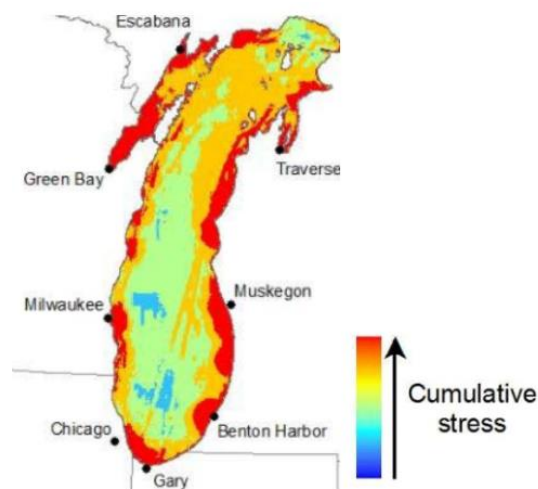 Escabana
Green Bay
Traverse
Milwaukee
Muskegon
Chicago
Benton Harbor
Gary
Cumulative
stress